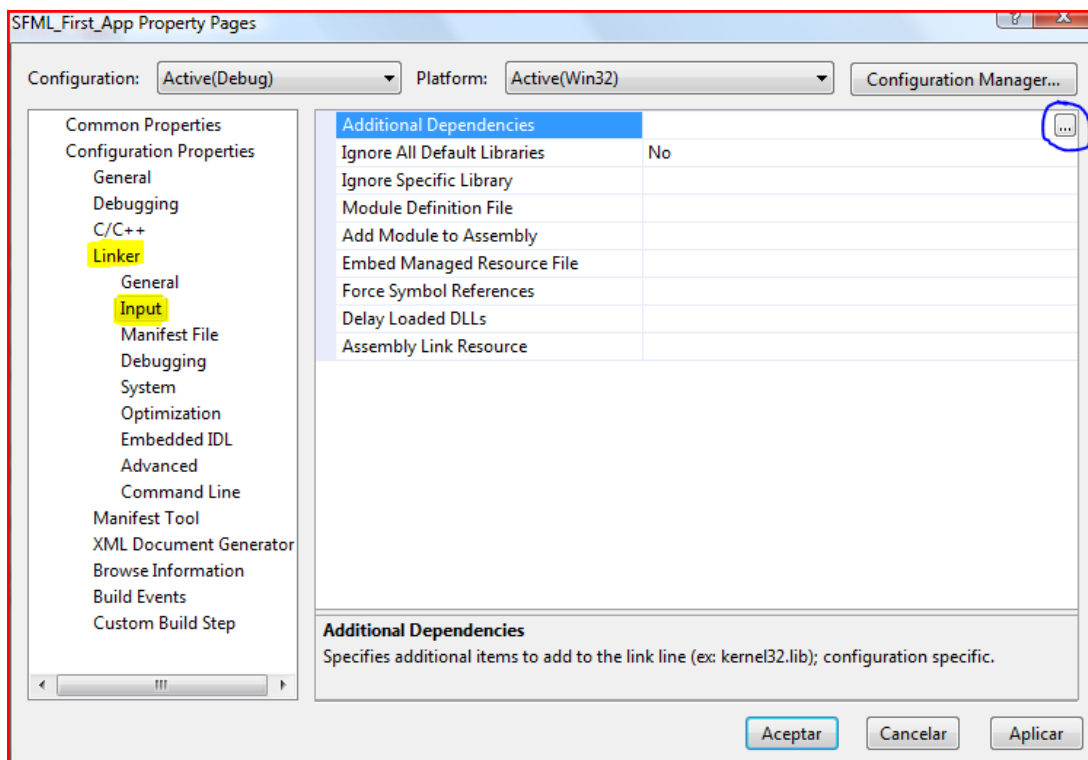 SFML_First_App Property Pages
Configuration: Active(Debug) Platform: Active(Win32) Configuration Manager...
Common Properties
Configuration Properties
General
Debugging
C/C++
Linker
General
Input
Manifest File
Debugging
System
Optimization
Embedded IDL
Advanced
Command Line
Manifest Tool
XML Document Generator
Browse Information
Build Events
Custom Build Step
Additional Dependencies ...
Ignore All Default Libraries No
Ignore Specific Library
Module Definition File
Add Module to Assembly
Embed Managed Resource File
Force Symbol References
Delay Loaded DLLs
Assembly Link Resource
Additional Dependencies
Specifies additional items to add to the link line (ex: kernel32.lib); configuration specific.
Aceptar Cancelar Aplicar